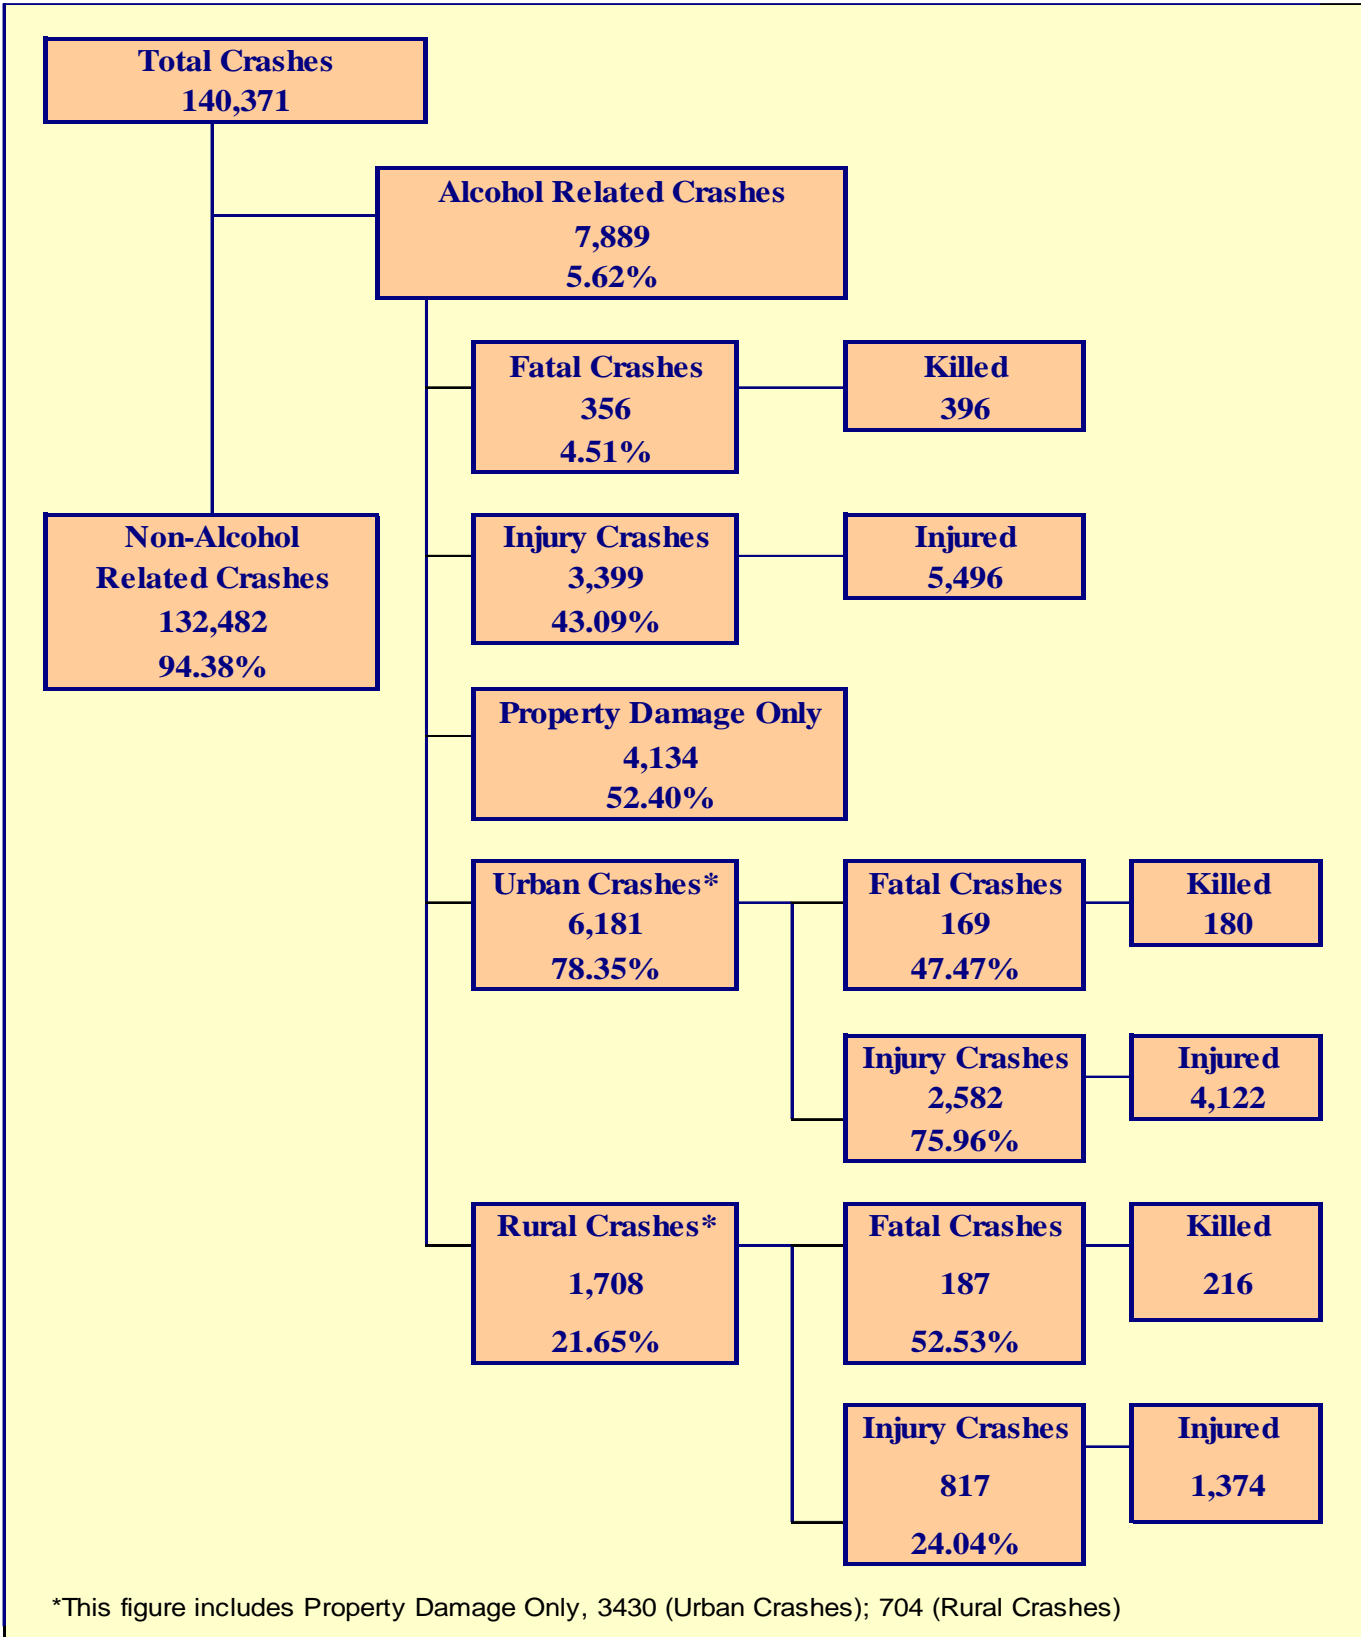 Total Crashes
140,371
Alcohol Related Crashes
7,889
5.62%
Fatal Crashes
356
4.51%
Killed
396
Non-Alcohol
Related Crashes
132,482
94.38%
Injury Crashes
3,399
43.09%
Injured
5,496
Property Damage Only
4,134
52.40%
Urban Crashes*
6,181
78.35%
Fatal Crashes
169
47.47%
Killed
180
Injury Crashes
2,582
75.96%
Injured
4,122
Rural Crashes*
1,708
21.65%
Fatal Crashes
187
52.53%
Killed
216
Injury Crashes
817
24.04%
Injured
1,374
*This figure includes Property Damage Only, 3430 (Urban Crashes); 704 (Rural Crashes)